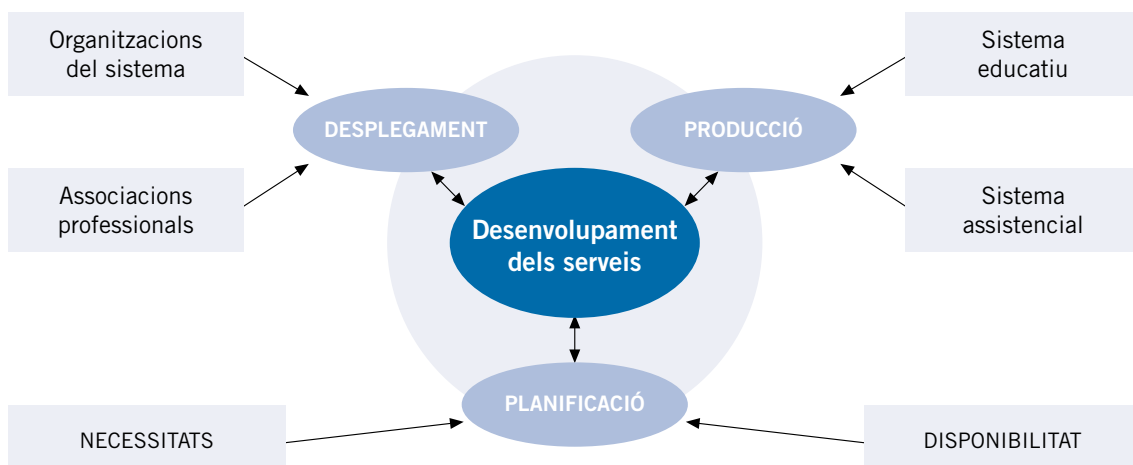 Organitzacions
del sistema
Sistema
educatiu
DESPLEGAMENT
PRODUCCIÓ
Associacions
professionals
Desenvolupament
dels serveis
Sistema
assistencial
PLANIFICACIÓ
NECESSITATS
DISPONIBILITAT